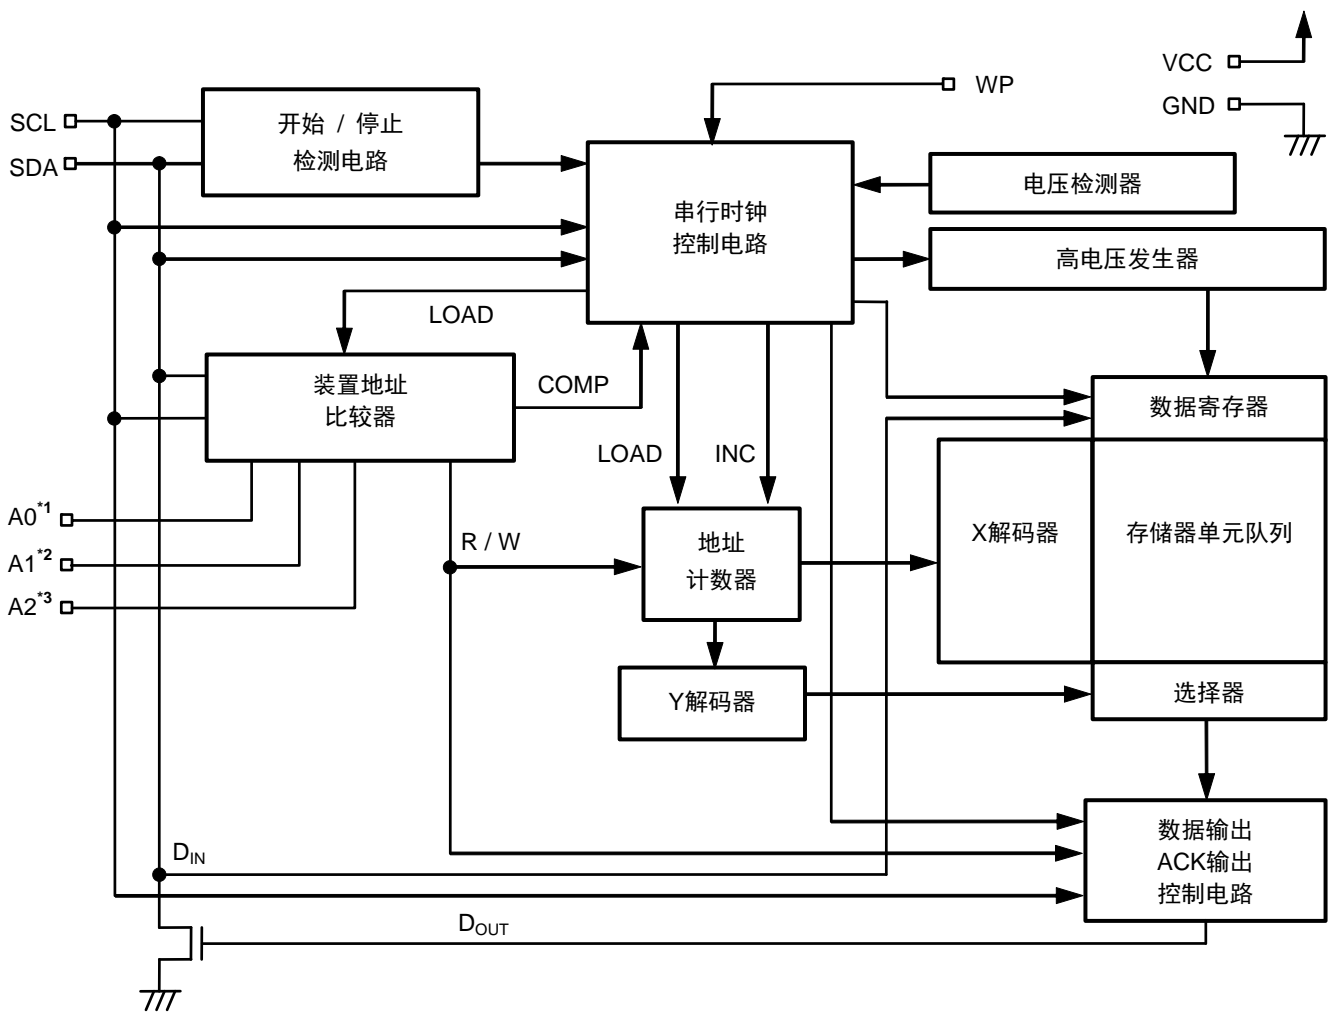 VCC
GND
WP
SCL
SDA
开始 / 停止
检测电路
串行时钟
控制电路
电压检测器
高电压发生器
LOAD
装置地址
比较器
COMP
LOAD
INC
数据寄存器
A0*1
A1*2
A2*3
R / W
地址
计数器
X解码器
存储器单元队列
Y解码器
选择器
数据输出
ACK输出
控制电路
DIN
DOUT